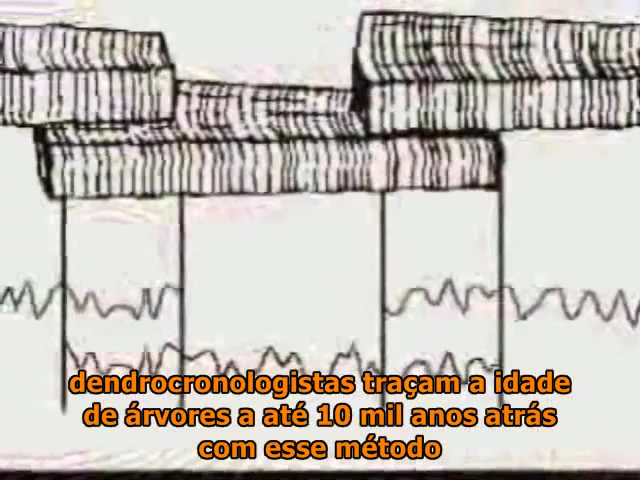 dendrocronologistas traçam a idade
de árvores a até 10 mil anos atrás
com esse método